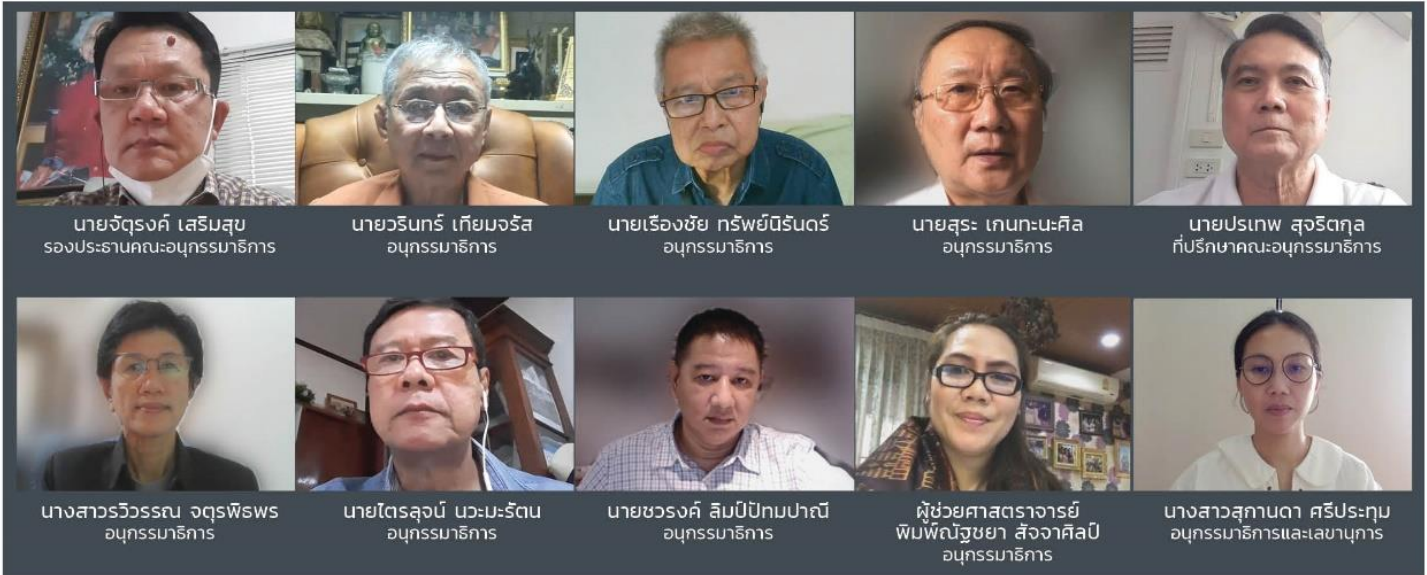 นายจัตุรงค์ เสริมสุข
รองประธานคณะอนุกรรมาธิการ
นายวรินทร์ เทียมจรัส
อนุกรรมาธิการ
นายเรืองชัย ทรัพย์นิรันดร์
อนุกรรมาธิการ
นายสุระ เกนทะนะศิล
อนุกรรมาธิการ
นายปรเทพ สุจริตกุล
ที่ปรึกษาคณะอนุกรรมาธิการ
นางสาวรวิวรรณ จตุรพิธพร
อนุกรรมาธิการ
นายไตรลุจน์ นวะมะรัตน
อนุกรรมาธิการ
นายชวรงค์ ลิมป์ปัทมปาณี
อนุกรรมาธิการ
ผู้ช่วยศาสตราจารย์
พิมพ์ณัฐชยา สัจจาศิลป์
อนุกรรมาธิการ
นางสาวสุกานดา ศรีประทุม
อนุกรรมาธิการและเลขานุการ